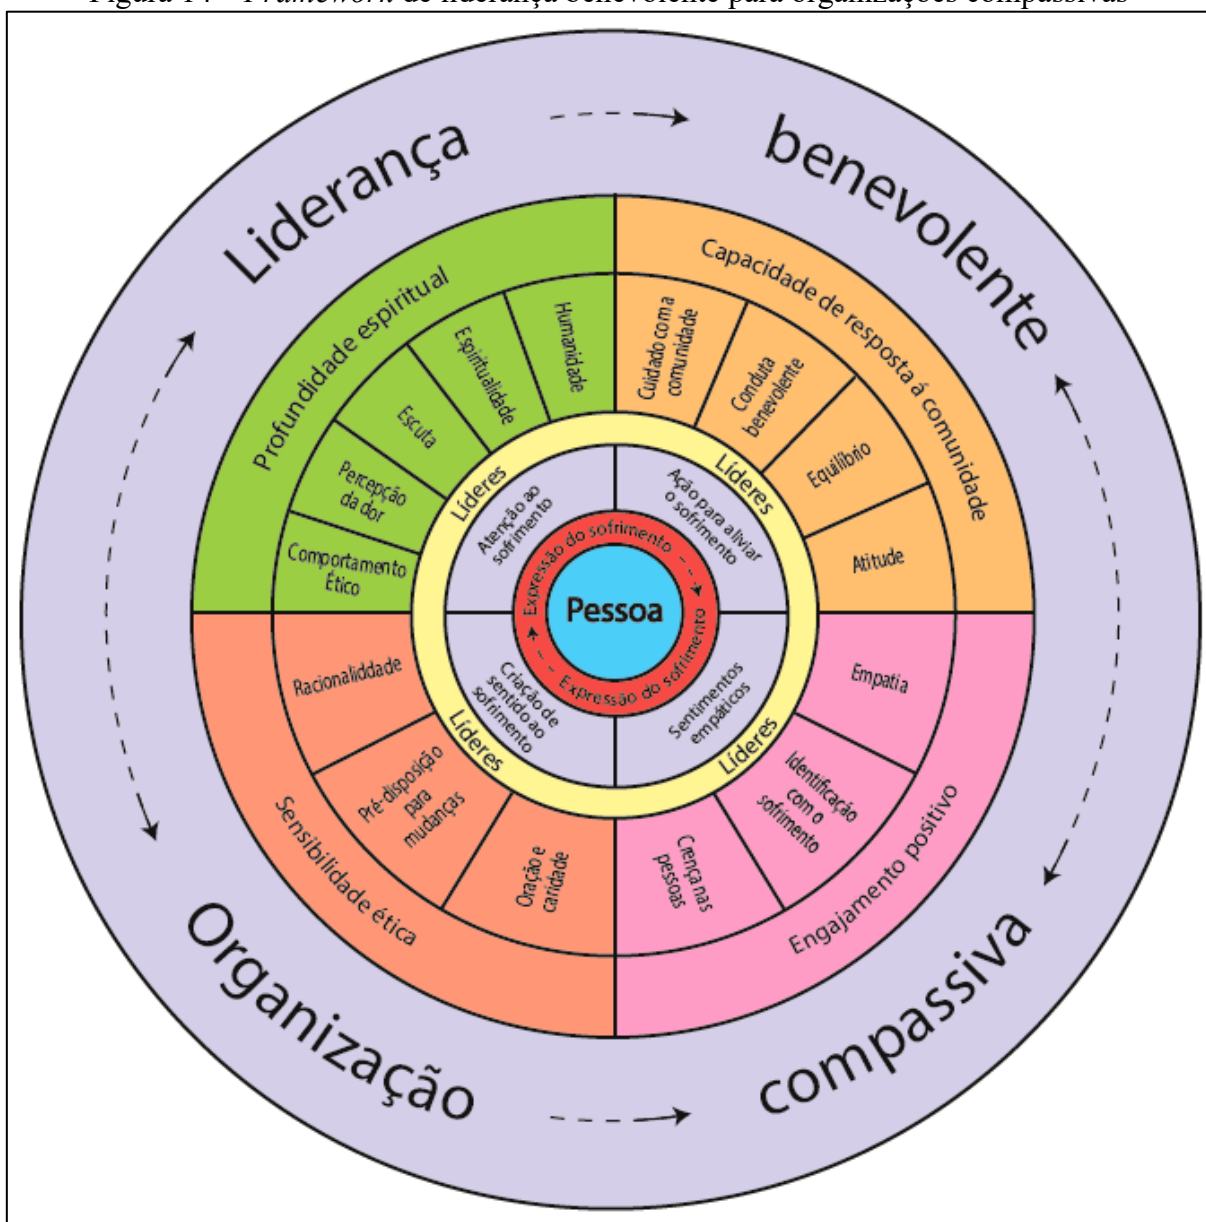 Figura 14 - Framework de liderança benevolente para organizações compassivas
Liderança
benevolente
Organização
compassiva
Profundidade espiritual
Humanidade
Espiritualidade
Escuta
Percepção
da dor
Comportamento
Ético
Capacidade de resposta á comunidade
Cuidado com a
comunidade
Conduta
benevolente
Equilíbrio
Atitude
Sensibilidade ética
Racionaliddade
Pré-disposição
para
mudanças
Oração e
caridade
Engajamento positivo
Empatia
Identificação
com o
sofrimento
Crença nas
pessoas
Líderes
Líderes
Líderes
Líderes
Atenção ao
sofrimento
Ação para aliviar
o sofrimento
Criação de
sentido ao
sofrimento
Sentimentos
empáticos
Expressão do sofrimento
Expressão do sofrimento
Pessoa